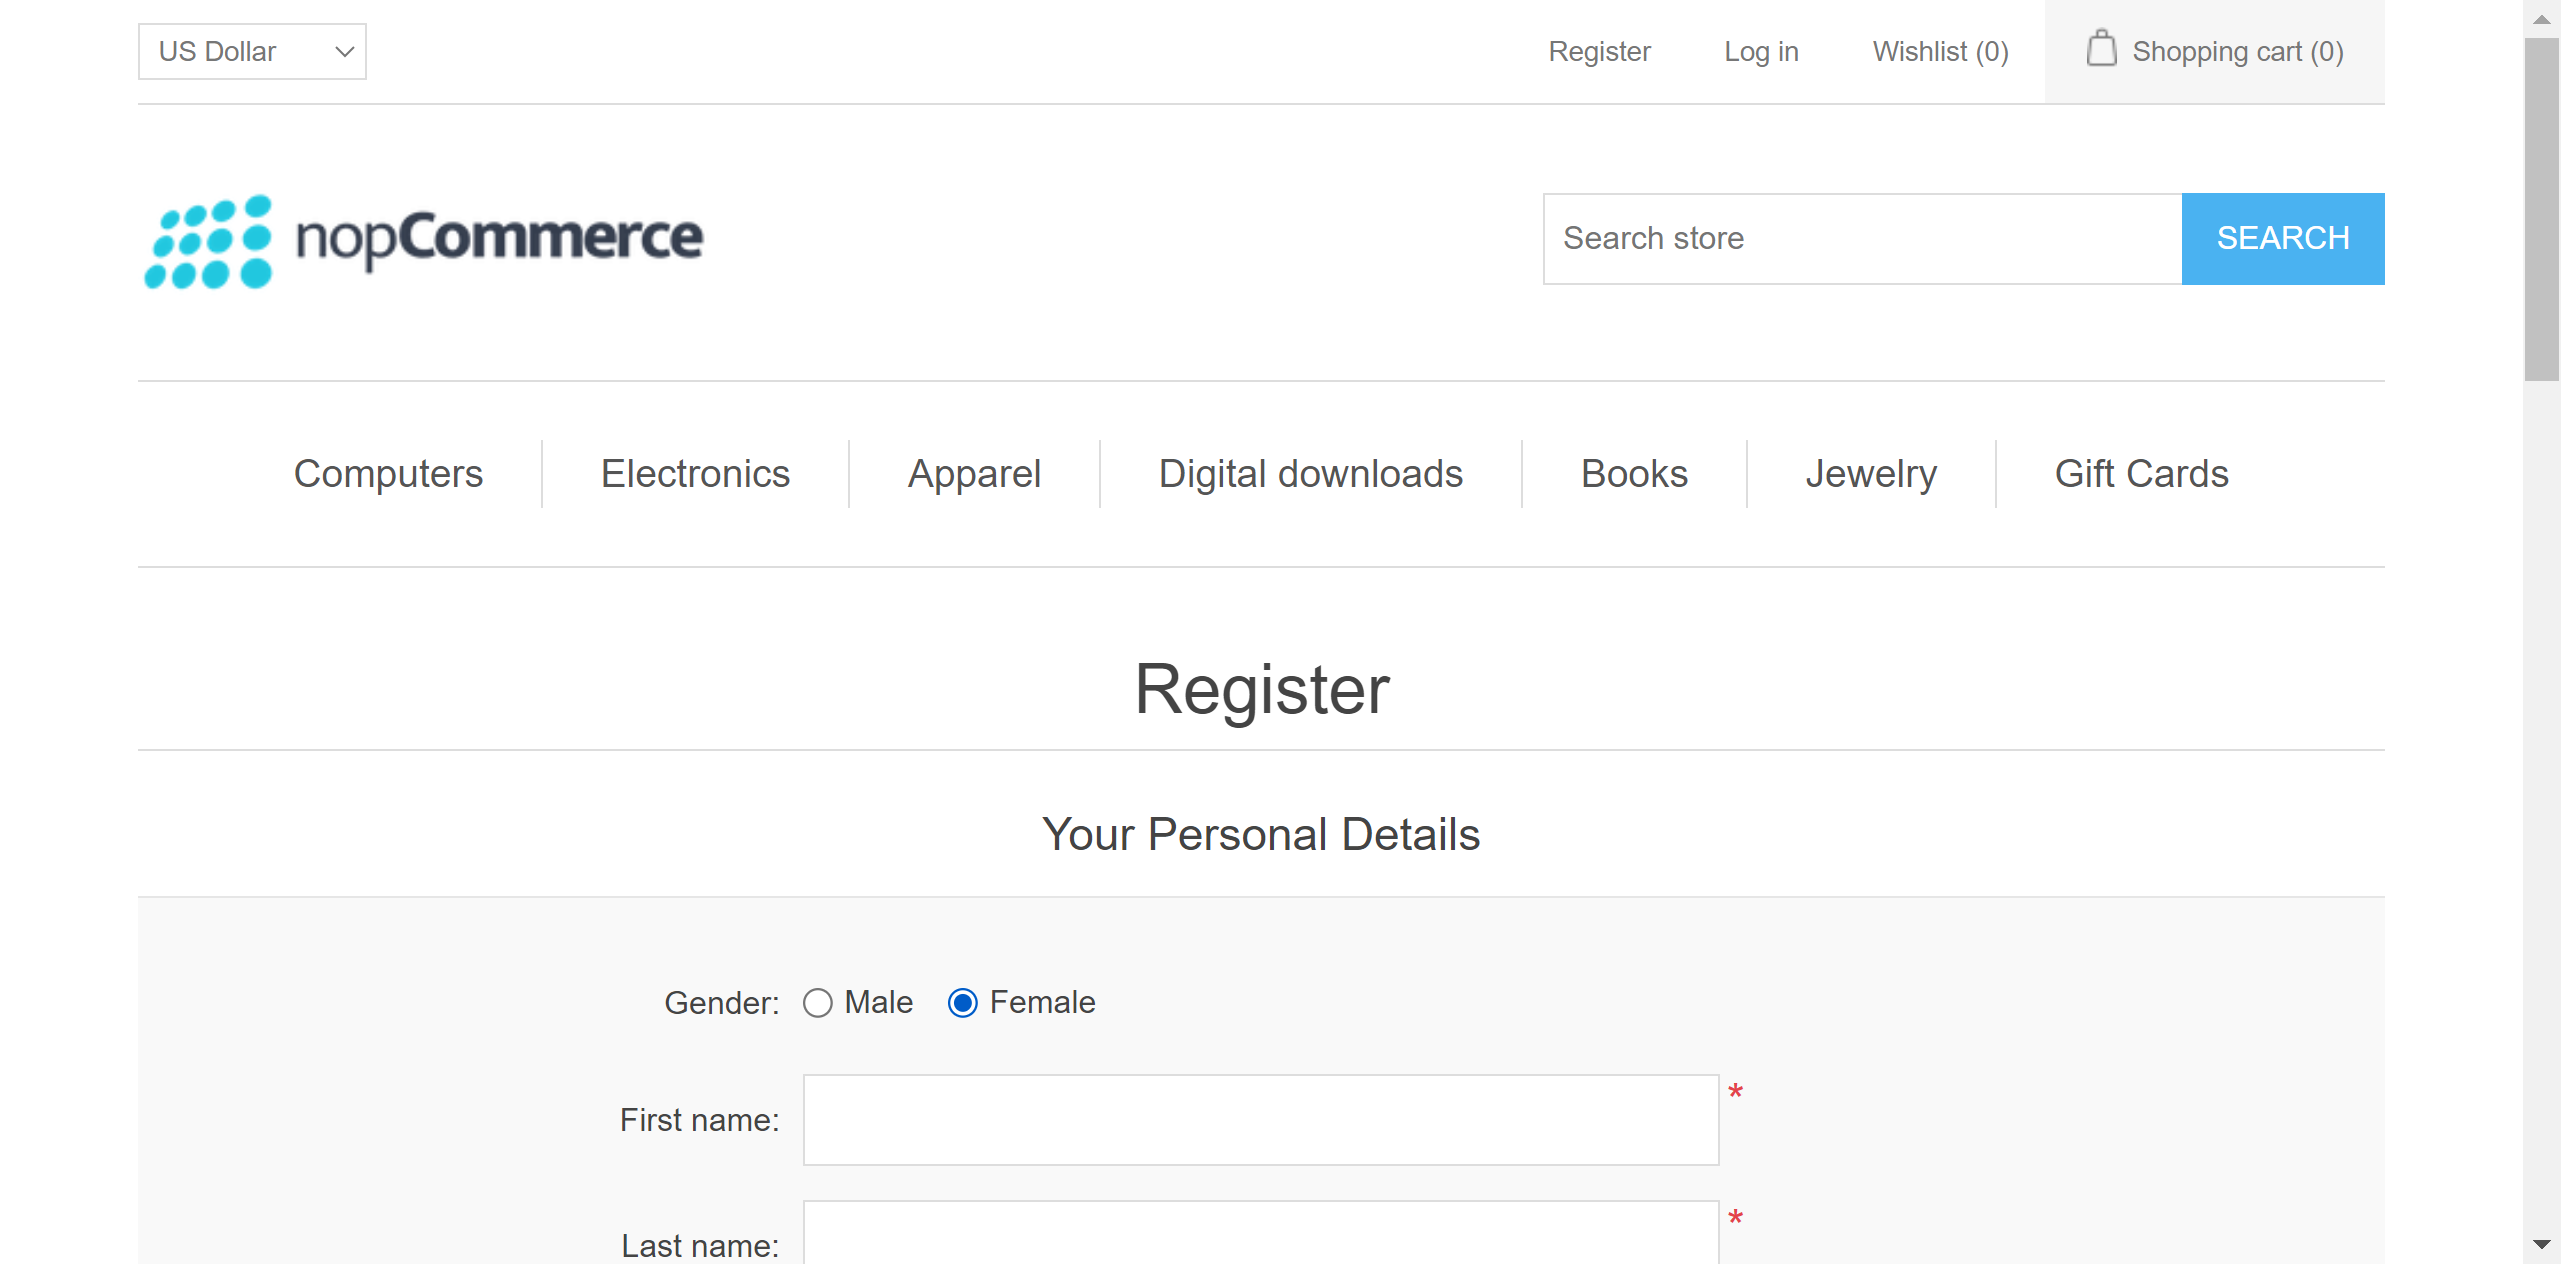 US Dollar
Register
Log in
Wishlist (0)
Shopping cart (0)
nopCommerce
Search store
SEARCH
Computers
Electronics
Apparel
Digital downloads
Books
Jewelry
Gift Cards
Register
Your Personal Details
Gender: Male Female
First name: *
Last name: *